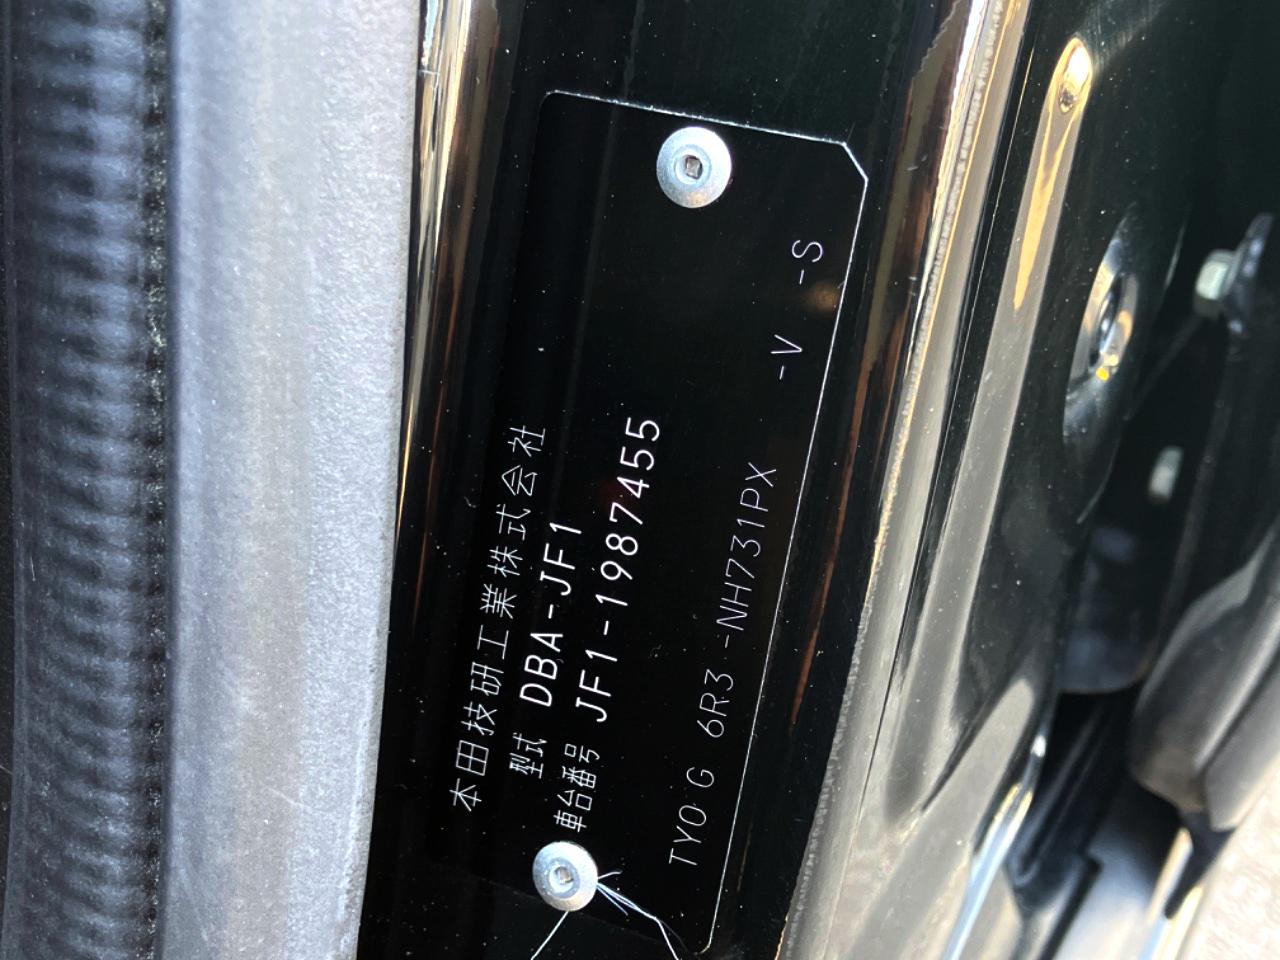 本田技研工業株式会社
型式 DBA-JF1
車台番号 JF1-1987455
TYO G 6R3 -NH731PX -V -S